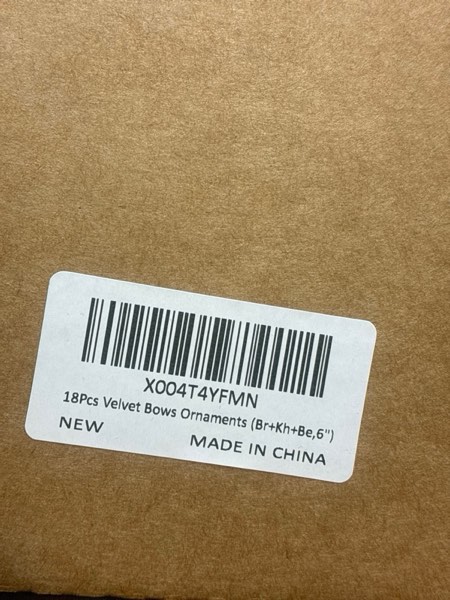 X004T4YFMN
18Pcs Velvet Bows Ornaments (Br+Kh+Be,6")
NEW
MADE IN CHINA